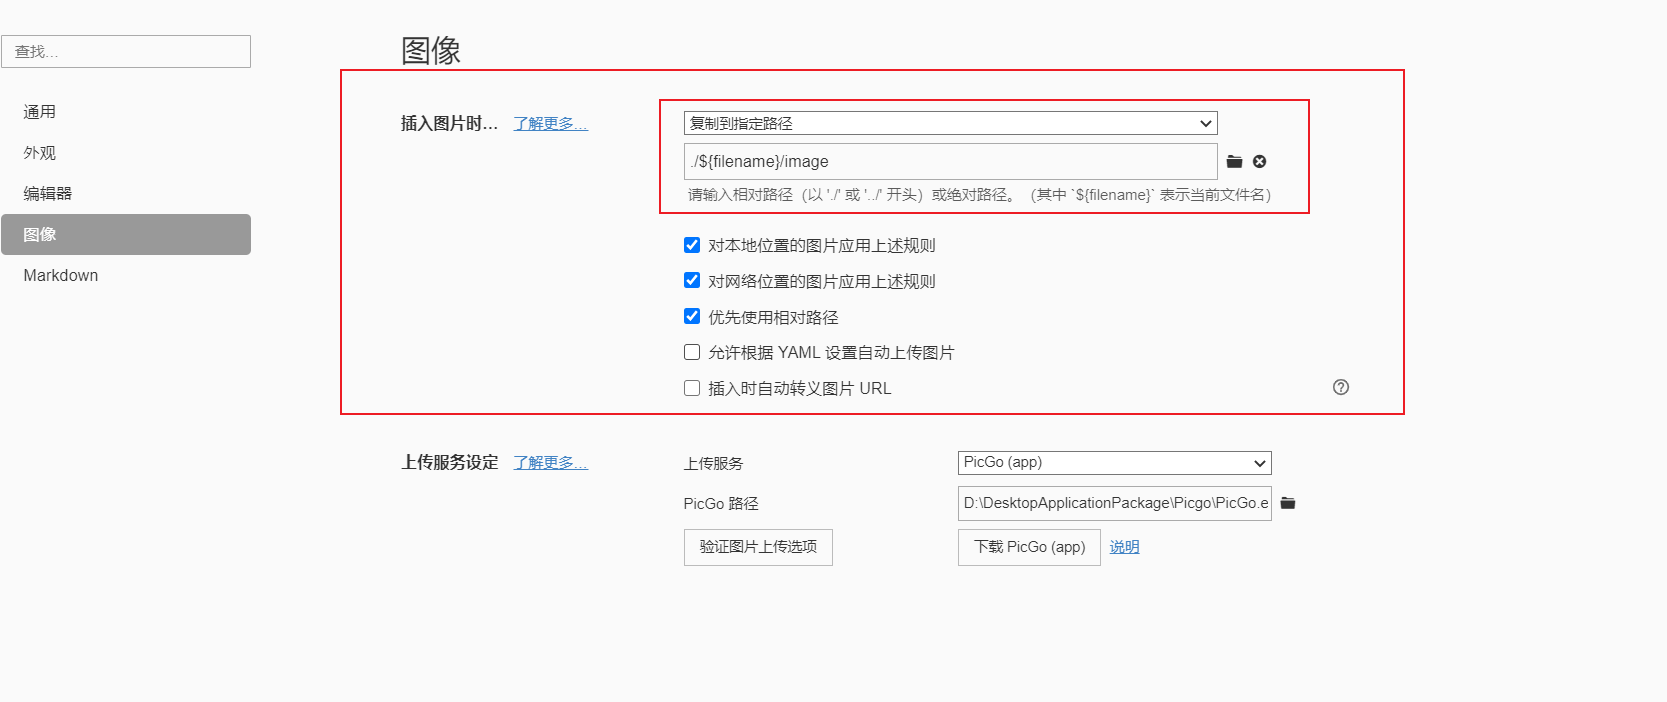 查找...
通用
外观
编辑器
图像
Markdown
图像
插入图片时... 了解更多...
复制到指定路径
./${filename}/image
请输入相对路径（以 './' 或 '../' 开头）或绝对路径。（其中 `${filename}` 表示当前文件名）
对本地位置的图片应用上述规则
对网络位置的图片应用上述规则
优先使用相对路径
允许根据 YAML 设置自动上传图片
插入时自动转义图片 URL
上传服务设定 了解更多...
上传服务 PicGo (app)
PicGo 路径 D:\DesktopApplicationPackage\Picgo\PicGo.e
验证图片上传选项 下载 PicGo (app) 说明